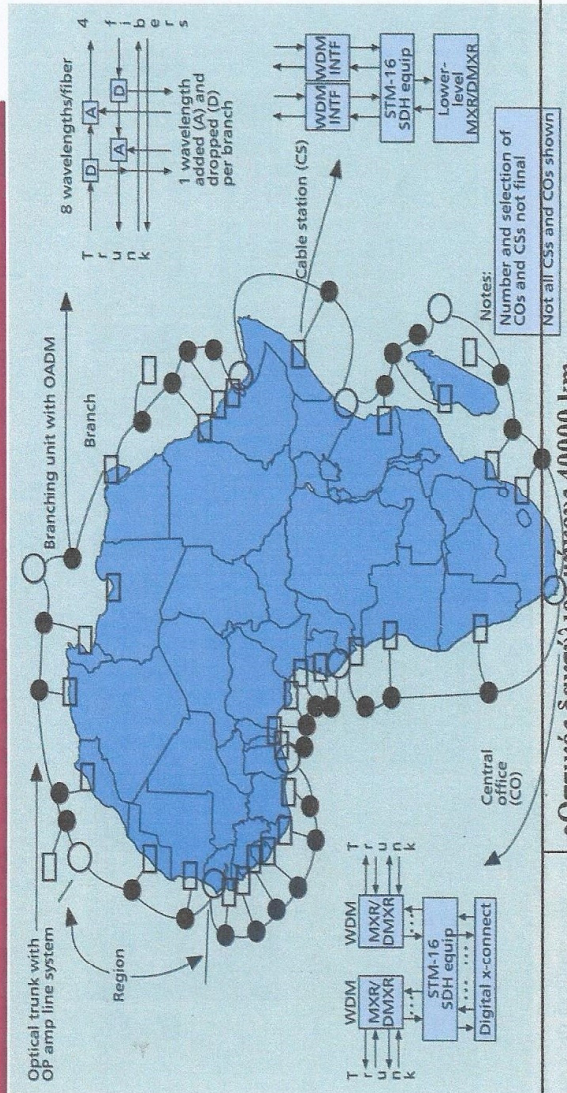 Optical trunk with
OP amp line system
Region
Branching unit with OADM
Branch
8 wavelengths/fiber
T
r
u
n
k
D
A
A
D
4
f
i
b
e
r
s
1 wavelength
added (A) and
dropped (D)
per branch
Cable station (CS)
WDM
INTF
WDM
INTF
STM-16
SDH equip
Lower-
level
MXR/DMXR
Central
office
(CO)
T
r
u
n
k
WDM
MXR/
DMXR
WDM
MXR/
DMXR
T
r
u
n
k
STM-16
SDH equip
Digital x-connect
Notes:
Number and selection of
COs and CSs not final
Not all CSs and COs shown
40000 km